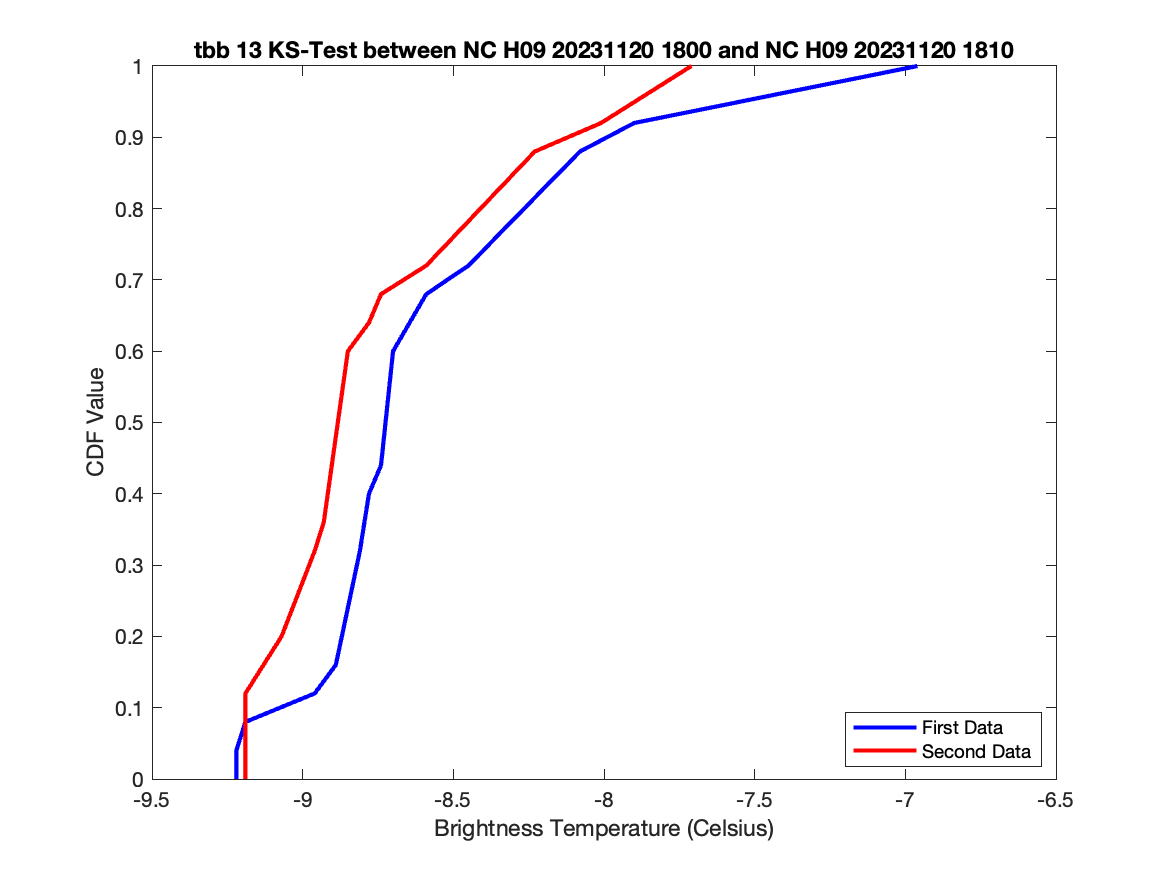 tbb 13 KS-Test between NC H09 20231120 1800 and NC H09 20231120 1810
1
0.9
0.8
0.7
0.6
0.5
0.4
0.3
0.2
0.1
0
CDF Value
-9.5 -9 -8.5 -8 -7.5 -7 -6.5
Brightness Temperature (Celsius)
First Data
Second Data